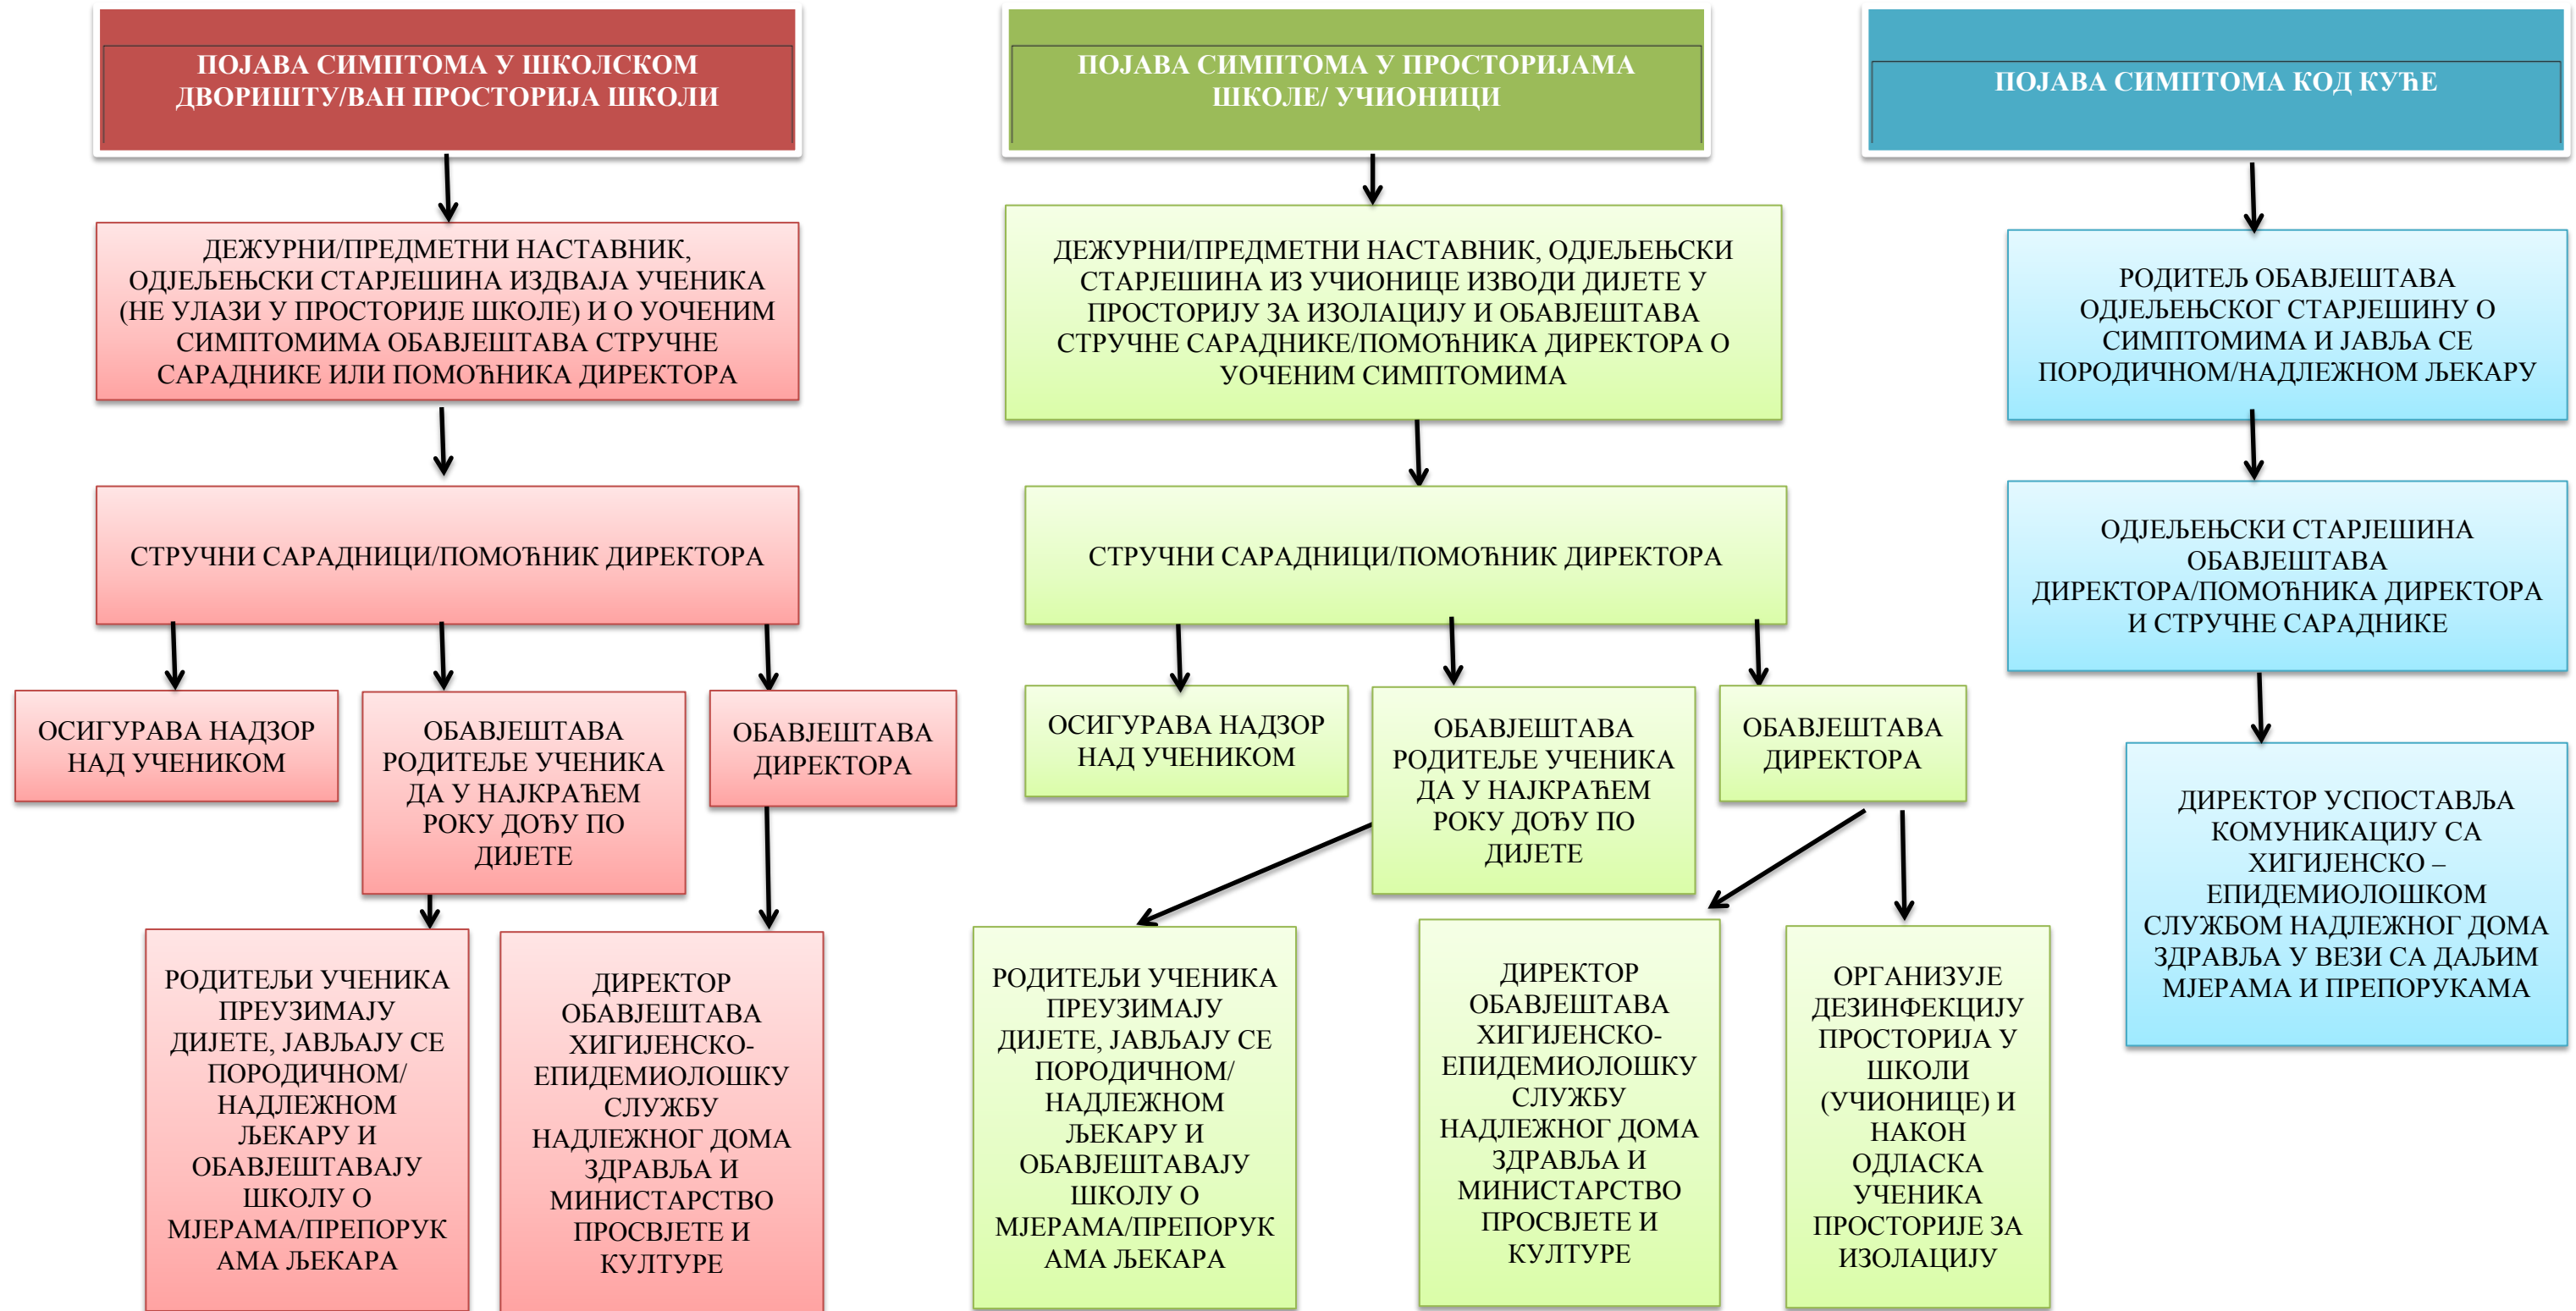 ПОЈАВА СИМПТОМА У ШКОЛСКОМ
ДВОРИШТУ/ВАН ПРОСТОРИЈА ШКОЛИ
ДЕЖУРНИ/ПРЕДМЕТНИ НАСТАВНИК,
ОДЈЕЉЕЊСКИ СТАРЈЕШИНА ИЗДВАЈА УЧЕНИКА
(НЕ УЛАЗИ У ПРОСТОРИЈЕ ШКОЛЕ) И О УОЧЕНИМ
СИМПТОМИМА ОБАВЈЕШТАВА СТРУЧНЕ
САРАДНИКЕ ИЛИ ПОМОЋНИКА ДИРЕКТОРА
СТРУЧНИ САРАДНИЦИ/ПОМОЋНИК ДИРЕКТОРА
ОСИГУРАВА НАДЗОР
НАД УЧЕНИКОМ
ОБАВЈЕШТАВА
РОДИТЕЉЕ УЧЕНИКА
ДА У НАЈКРАЋЕМ
РОКУ ДОЂУ ПО
ДИЈЕТЕ
ОБАВЈЕШТАВА
ДИРЕКТОРА
РОДИТЕЉИ УЧЕНИКА
ПРЕУЗИМАЈУ
ДИЈЕТЕ, ЈАВЉАЈУ СЕ
ПОРОДИЧНОМ/
НАДЛЕЖНОМ
ЉЕКАРУ И
ОБАВЈЕШТАВАЈУ
ШКОЛУ О
МЈЕРАМА/ПРЕПОРУК
АМА ЉЕКАРА
ДИРЕКТОР
ОБАВЈЕШТАВА
ХИГИЈЕНСКО-
ЕПИДЕМИОЛОШКУ
СЛУЖБУ
НАДЛЕЖНОГ ДОМА
ЗДРАВЉА И
МИНИСТАРСТВО
ПРОСВЈЕТЕ И
КУЛТУРЕ
ПОЈАВА СИМПТОМА У ПРОСТОРИЈАМА
ШКОЛЕ/ УЧИОНИЦИ
ДЕЖУРНИ/ПРЕДМЕТНИ НАСТАВНИК, ОДЈЕЉЕЊСКИ
СТАРЈЕШИНА ИЗ УЧИОНИЦЕ ИЗВОДИ ДИЈЕТЕ У
ПРОСТОРИЈУ ЗА ИЗОЛАЦИЈУ И ОБАВЈЕШТАВА
СТРУЧНЕ САРАДНИКЕ/ПОМОЋНИКА ДИРЕКТОРА О
УОЧЕНИМ СИМПТОМИМА
СТРУЧНИ САРАДНИЦИ/ПОМОЋНИК ДИРЕКТОРА
ОСИГУРАВА НАДЗОР
НАД УЧЕНИКОМ
ОБАВЈЕШТАВА
РОДИТЕЉЕ УЧЕНИКА
ДА У НАЈКРАЋЕМ
РОКУ ДОЂУ ПО
ДИЈЕТЕ
ОБАВЈЕШТАВА
ДИРЕКТОРА
РОДИТЕЉИ УЧЕНИКА
ПРЕУЗИМАЈУ
ДИЈЕТЕ, ЈАВЉАЈУ СЕ
ПОРОДИЧНОМ/
НАДЛЕЖНОМ
ЉЕКАРУ И
ОБАВЈЕШТАВАЈУ
ШКОЛУ О
МЈЕРАМА/ПРЕПОРУК
АМА ЉЕКАРА
ДИРЕКТОР
ОБАВЈЕШТАВА
ХИГИЈЕНСКО-
ЕПИДЕМИОЛОШКУ
СЛУЖБУ
НАДЛЕЖНОГ ДОМА
ЗДРАВЉА И
МИНИСТАРСТВО
ПРОСВЈЕТЕ И
КУЛТУРЕ
ОРГАНИЗУЈЕ
ДЕЗИНФЕКЦИЈУ
ПРОСТОРИЈА У
ШКОЛИ
(УЧИОНИЦЕ) И
НАКОН
ОДЛАСКА
УЧЕНИКА
ПРОСТОРИЈЕ ЗА
ИЗОЛАЦИЈУ
ПОЈАВА СИМПТОМА КОД КУЋЕ
РОДИТЕЉ ОБАВЈЕШТАВА
ОДЈЕЉЕЊСКОГ СТАРЈЕШИНУ О
СИМПТОМИМА И ЈАВЉА СЕ
ПОРОДИЧНОМ/НАДЛЕЖНОМ ЉЕКАРУ
ОДЈЕЉЕЊСКИ СТАРЈЕШИНА
ОБАВЈЕШТАВА
ДИРЕКТОРА/ПОМОЋНИКА ДИРЕКТОРА
И СТРУЧНЕ САРАДНИКЕ
ДИРЕКТОР УСПОСТАВЉА
КОМУНИКАЦИЈУ СА
ХИГИЈЕНСКО –
ЕПИДЕМИОЛОШКОМ
СЛУЖБОМ НАДЛЕЖНОГ ДОМА
ЗДРАВЉА У ВЕЗИ СА ДАЉИМ
МЈЕРАМА И ПРЕПОРУКАМА